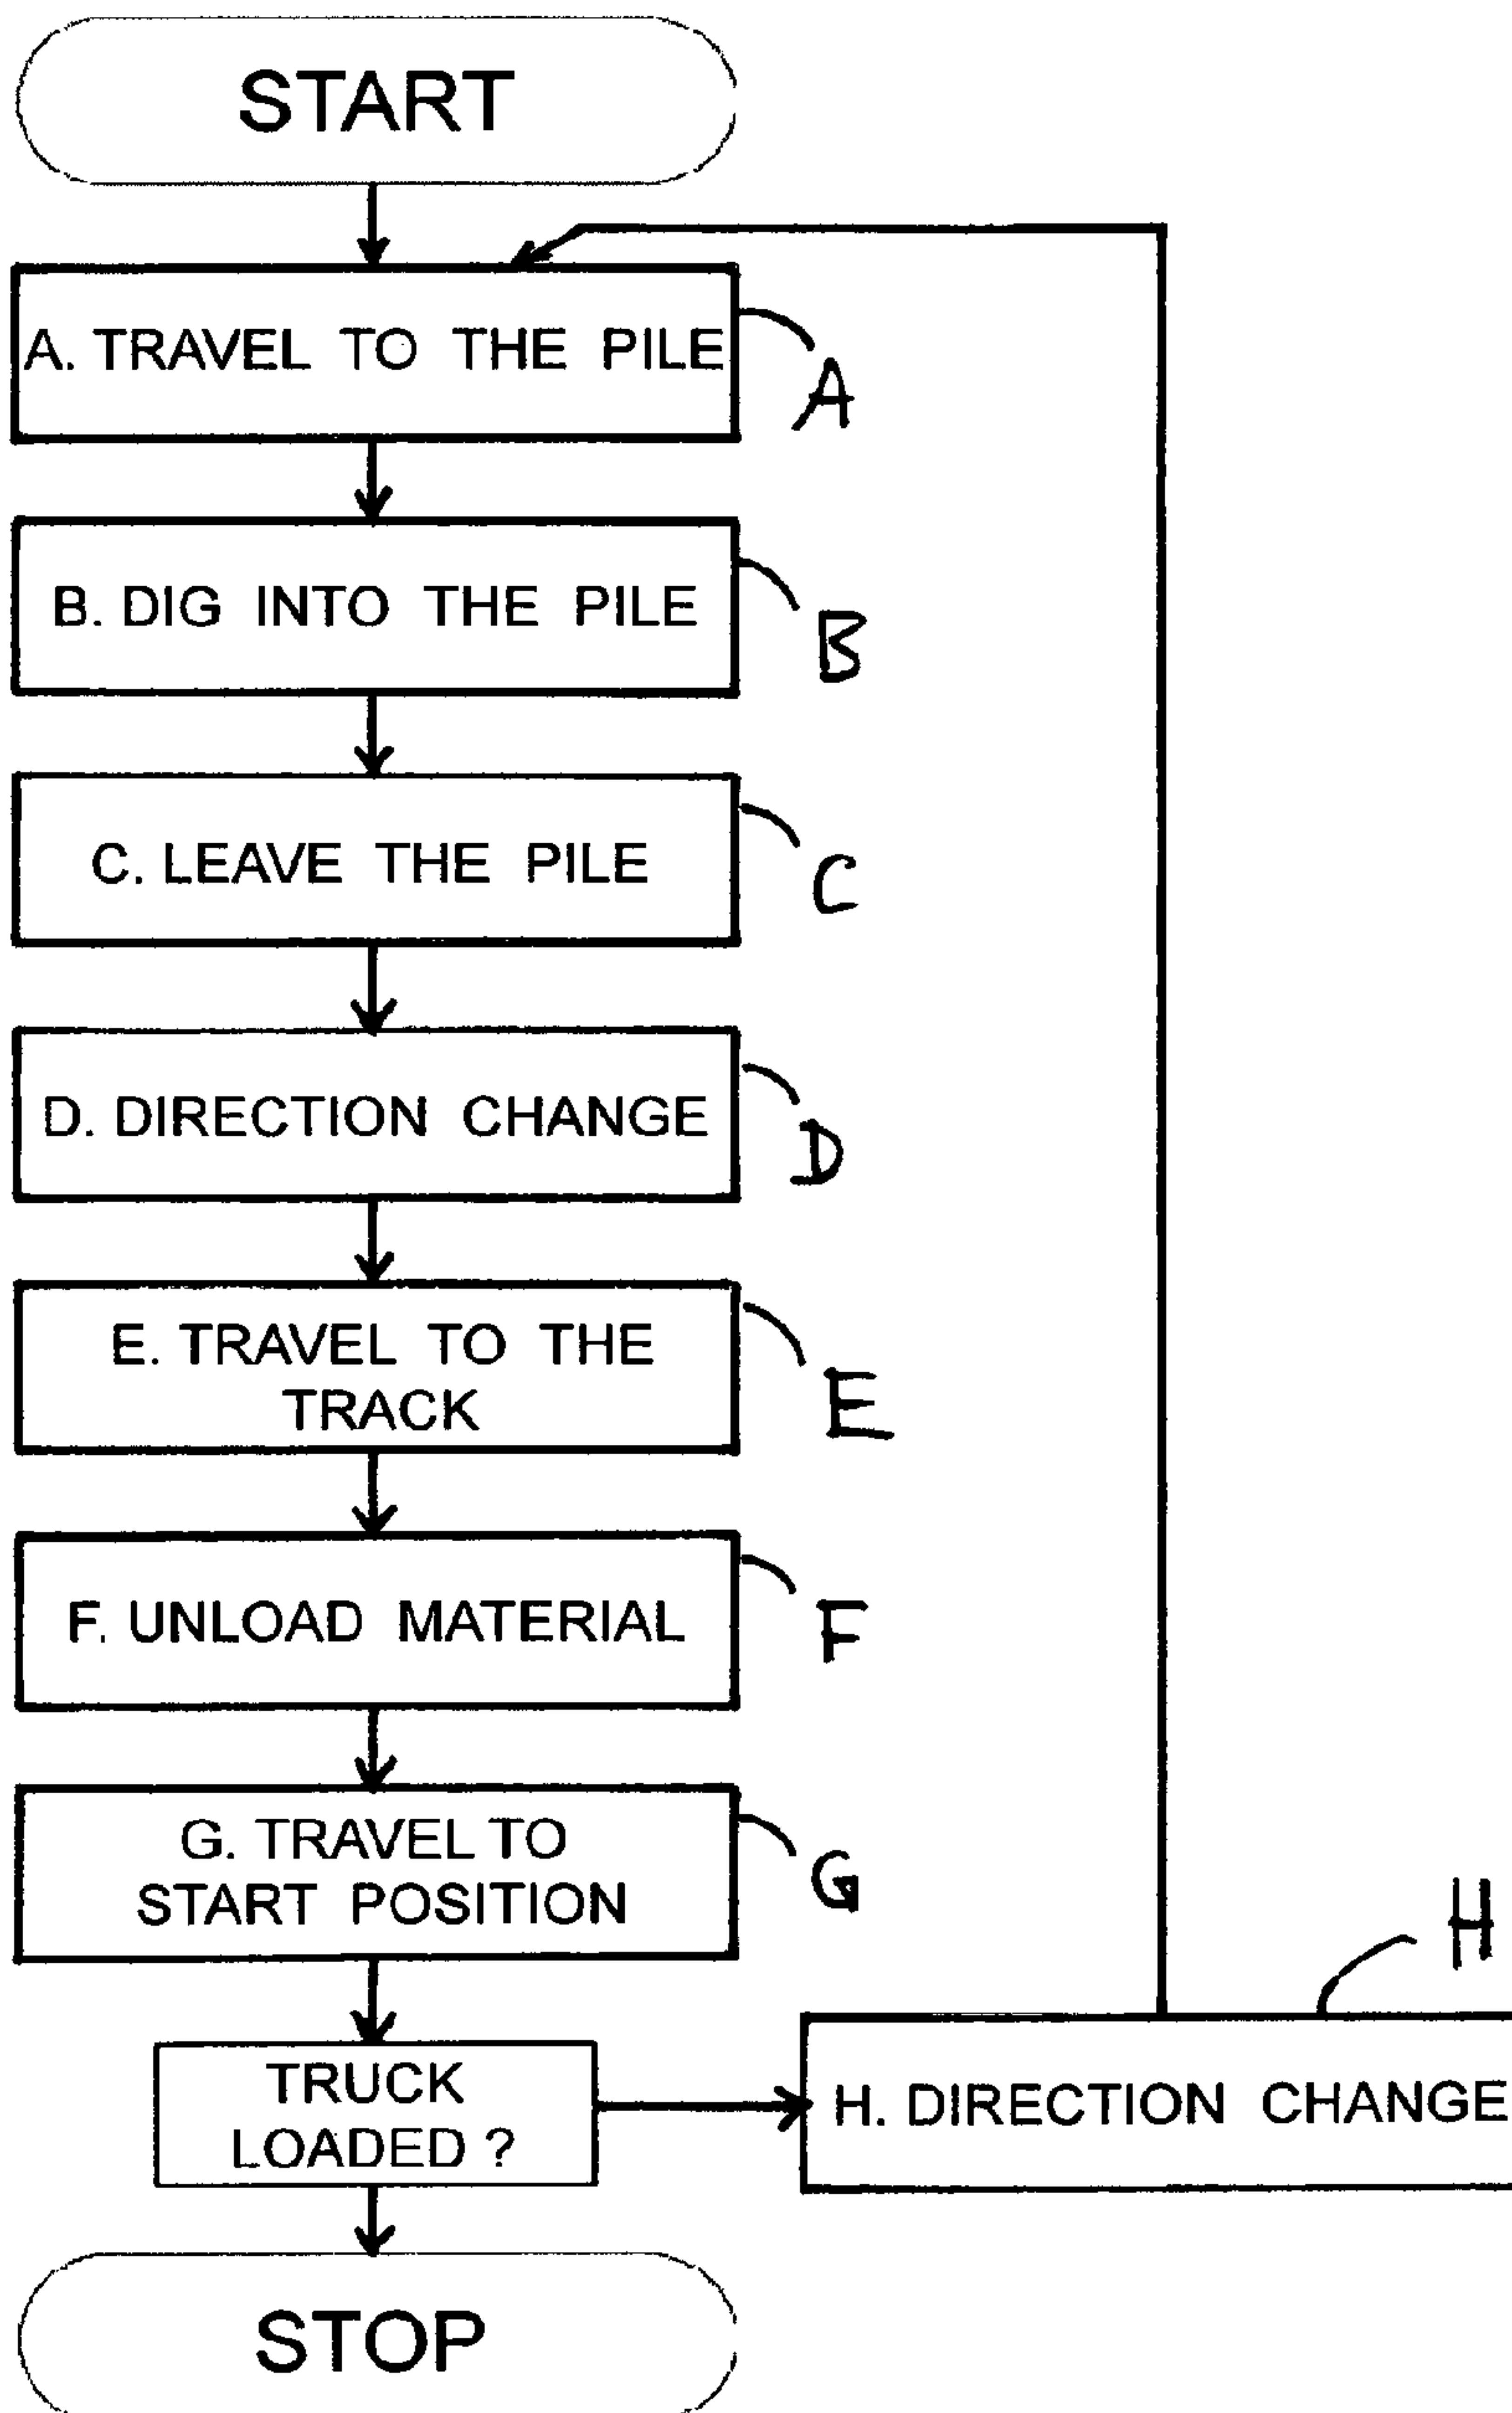 START
A. TRAVEL TO THE PILE
A
B. DIG INTO THE PILE
B
C. LEAVE THE PILE
C
D. DIRECTION CHANGE
D
E. TRAVEL TO THE
TRACK
E
F. UNLOAD MATERIAL
F
G. TRAVEL TO
START POSITION
G
TRUCK
LOADED ?
H
H. DIRECTION CHANGE
STOP